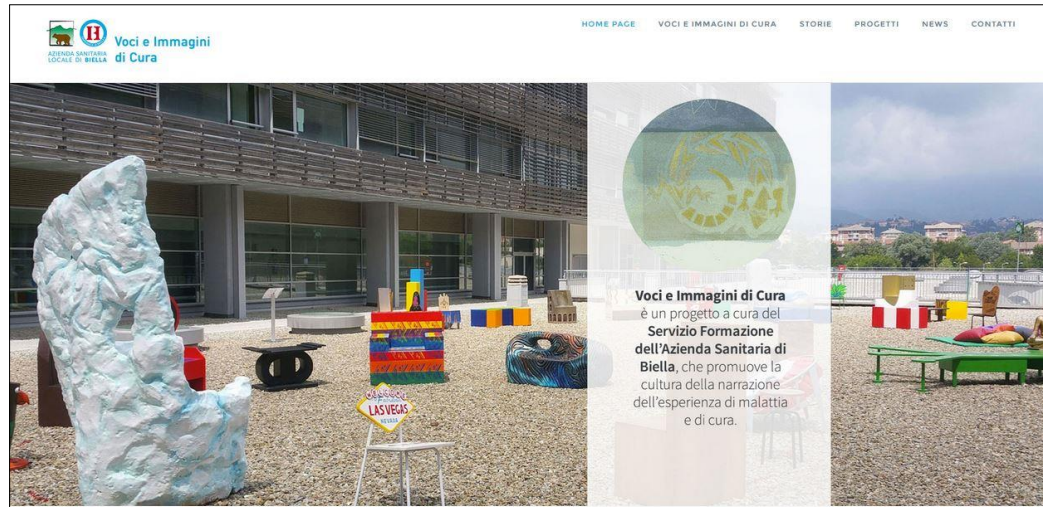 AZIENDA SANITARIA
LOCALE DI BIELLA
Voci e Immagini
di Cura
HOME PAGE VOCI E IMMAGINI DI CURA STORIE PROGETTI NEWS CONTATTI
LAS VEGAS
NEVADA
Voci e Immagini di Cura
è un progetto a cura del
Servizio Formazione
dell'Azienda Sanitaria di
Biella, che promuove la
cultura della narrazione
dell'esperienza di malattia
e di cura.